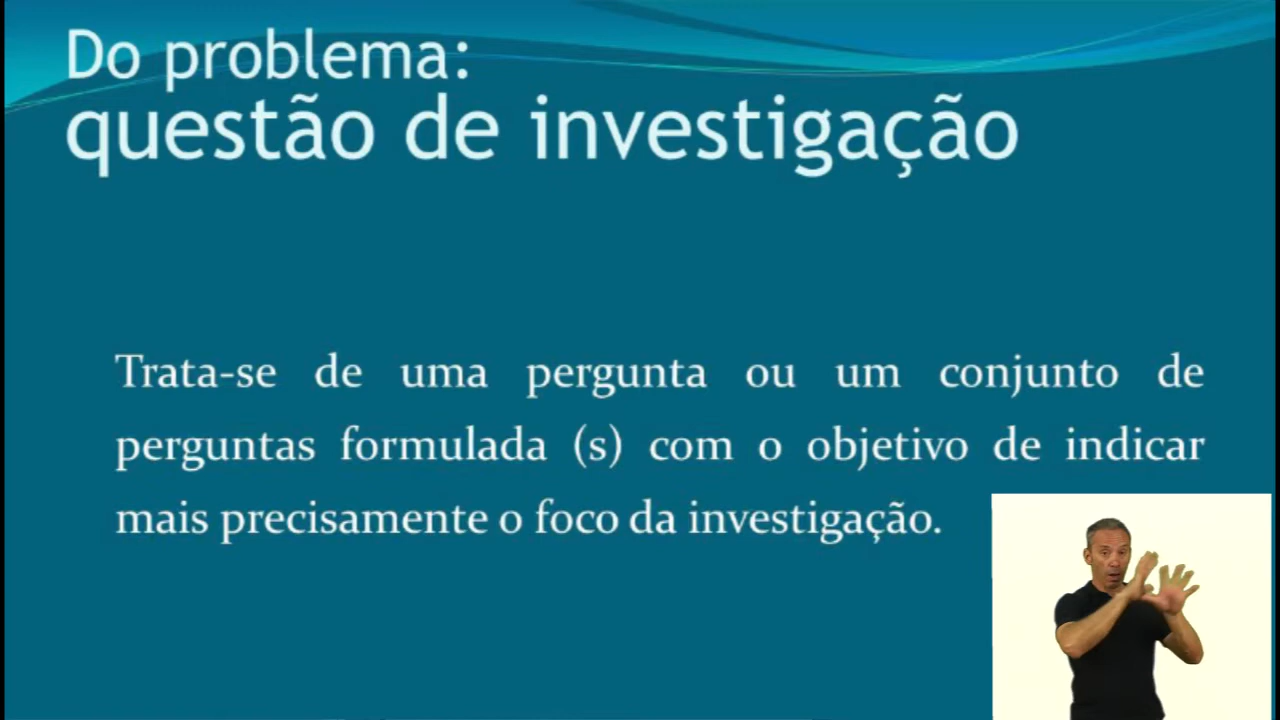 Do problema:
questão de investigação
Trata-se de uma pergunta ou um conjunto de
perguntas formulada (s) com o objetivo de indicar
mais precisamente o foco da investigação.